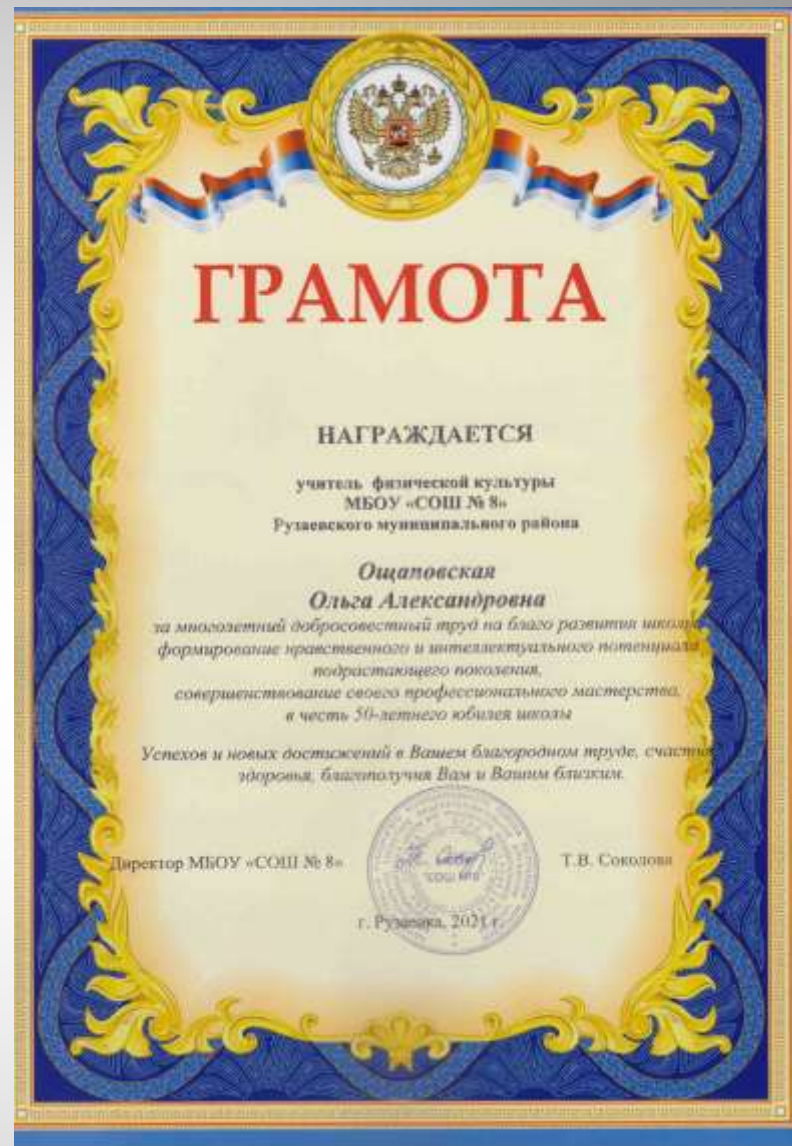 ГРАМОТА
НАГРАЖДАЕТСЯ
учитель физической культуры
МБОУ «СОШ № 8»
Рузаевского муниципального района
Ощаповская
Ольга Александровна
за многолетний добросовестный труд на благо развития школы,
формирование нравственного и интеллектуального потенциала
подрастающего поколения,
совершенствование своего профессионального мастерства,
в честь 50-летнего юбилея школы
Успехов и новых достижений в Вашем благородном труде, счастья
здоровья, благополучия Вам и Вашим близким.
Директор МБОУ «СОШ № 8»
СОШ №8
Т.В. Соколова
г. Рузаевка, 2021 г.